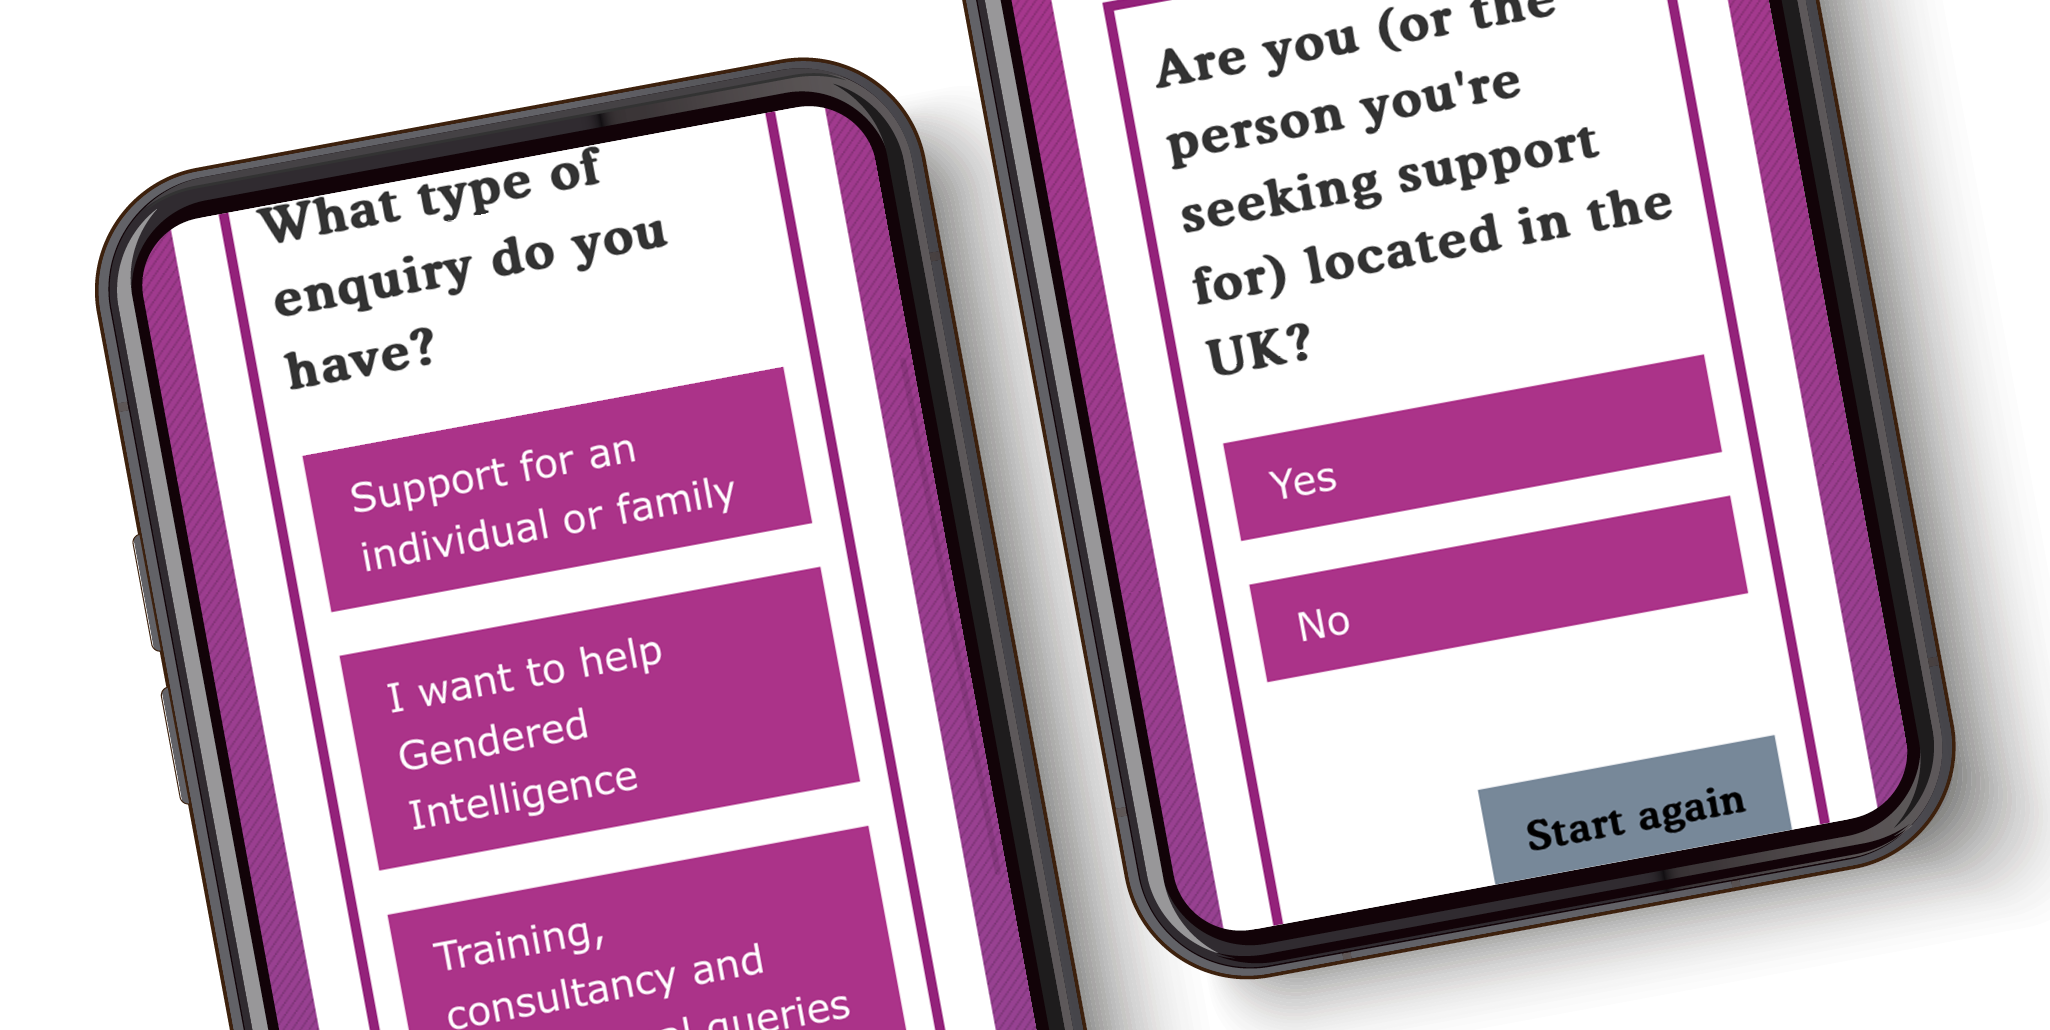 What type of
enquiry do you
have?
Support for an
individual or family
I want to help
Gendered
Intelligence
Training,
consultancy and
queries
Are you (or the
person you're
seeking support
for) located in the
UK?
Yes
No
Start again